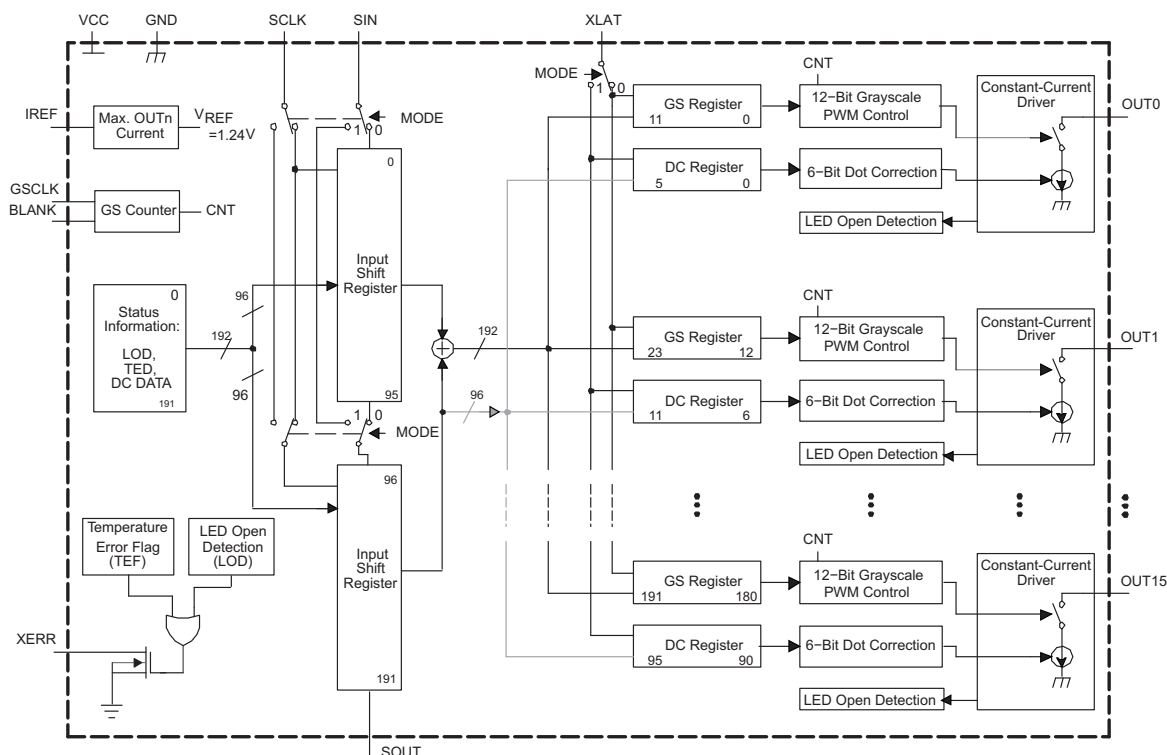 VCC
GND
SCLK
SIN
XLAT
CNT
MODE
1 0
IREF
Max. OUTn
Current
VREF
=1.24V
1 0
MODE
GS Register
11 0
12−Bit Grayscale
PWM Control
Constant-Current
Driver
OUT0
0
DC Register
5 0
6−Bit Dot Correction
LED Open Detection
GSCLK
BLANK
GS Counter
CNT
Input
Shift
Register
95
0
Status
Information:
LOD,
TED,
DC DATA
191
192
96
96
192
96
CNT
GS Register
23 12
12−Bit Grayscale
PWM Control
Constant-Current
Driver
OUT1
DC Register
11 6
6−Bit Dot Correction
LED Open Detection
1 0
MODE
96
Input
Shift
Register
191
Temperature
Error Flag
(TEF)
LED Open
Detection
(LOD)
XERR
CNT
GS Register
191 180
12−Bit Grayscale
PWM Control
Constant-Current
Driver
OUT15
DC Register
95 90
6−Bit Dot Correction
LED Open Detection
SOUT